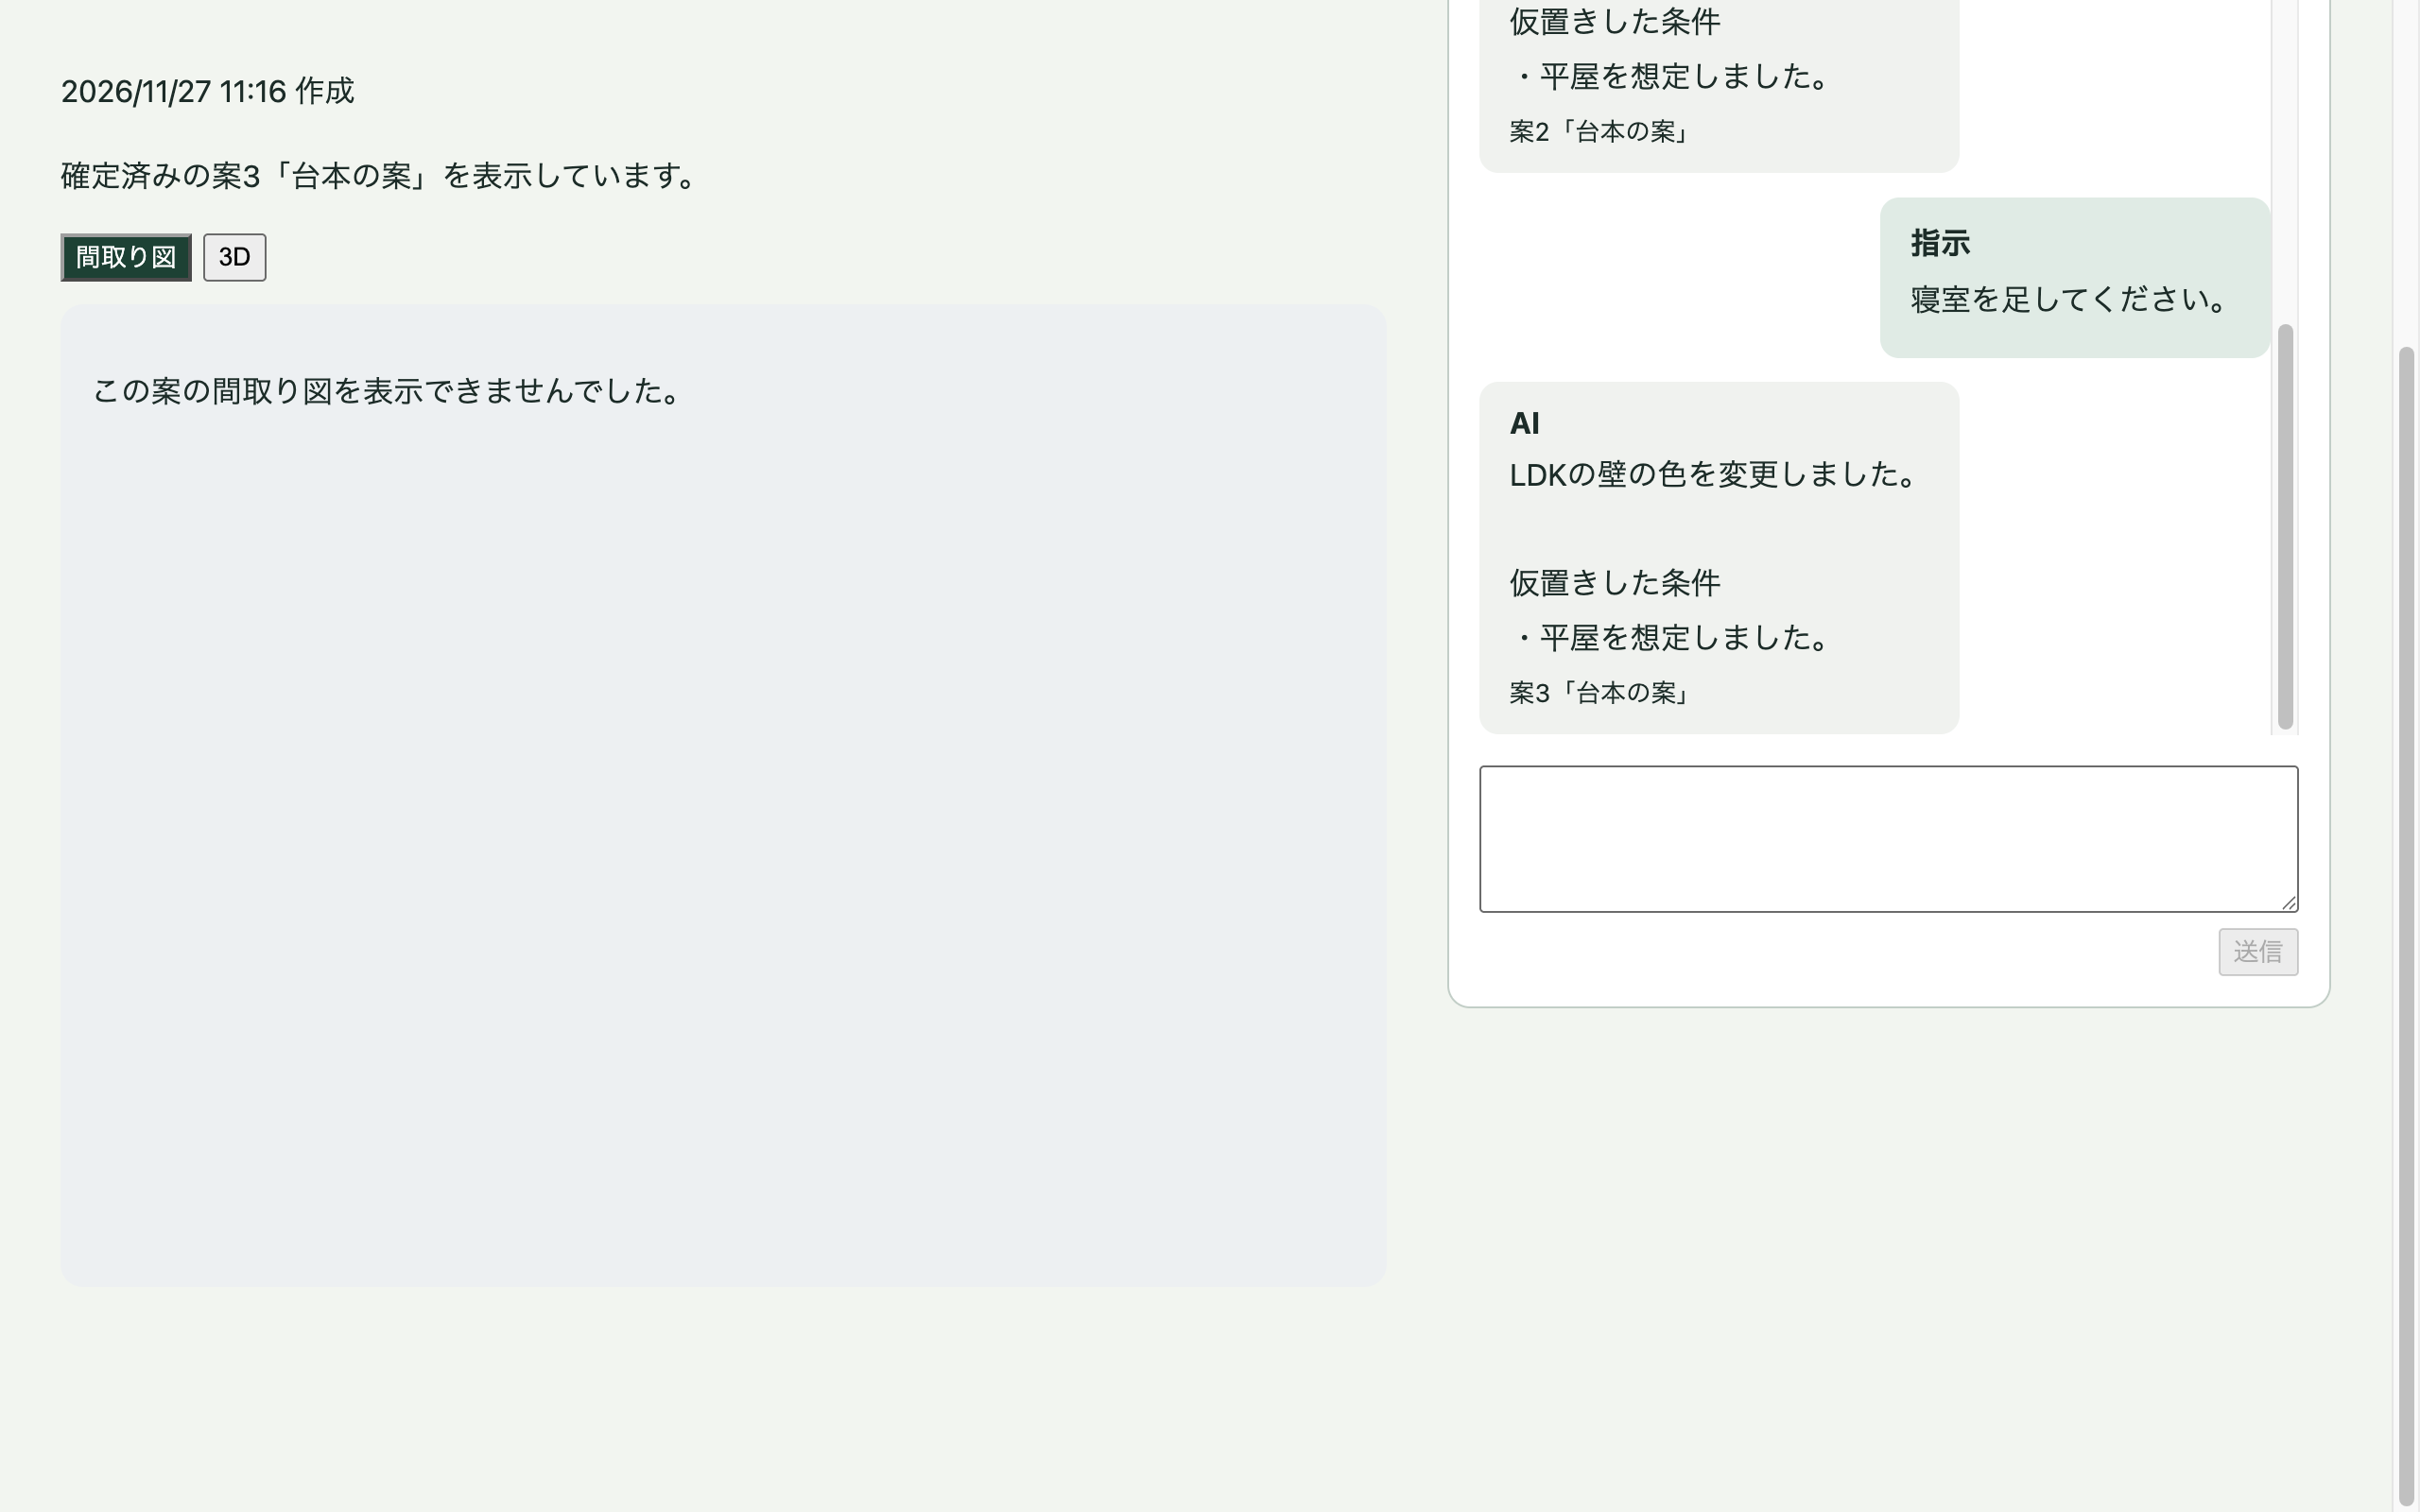 2026/11/27 11:16 作成
確定済みの案3「台本の案」を表示しています。
間取り図
3D
この案の間取り図を表示できませんでした。
仮置きした条件
・平屋を想定しました。
案2「台本の案」
指示
寝室を足してください。
AI
LDKの壁の色を変更しました。
仮置きした条件
・平屋を想定しました。
案3「台本の案」
送信